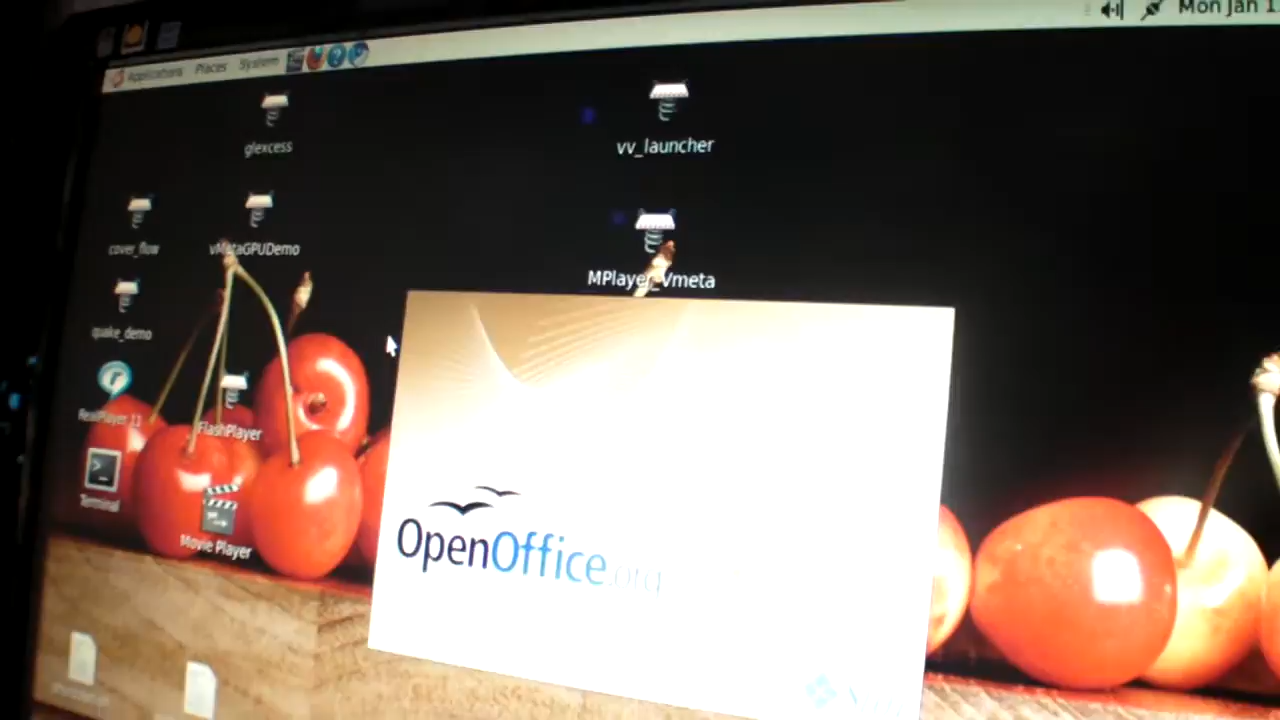 Mon Jan 1
Applications Places System
glexcess
vv_launcher
cover_flow
vMetaGPUDemo
MPlayer_Vmeta
quake_demo
RealPlayer 11
FlashPlayer
Terminal
Movie Player
OpenOffice.org